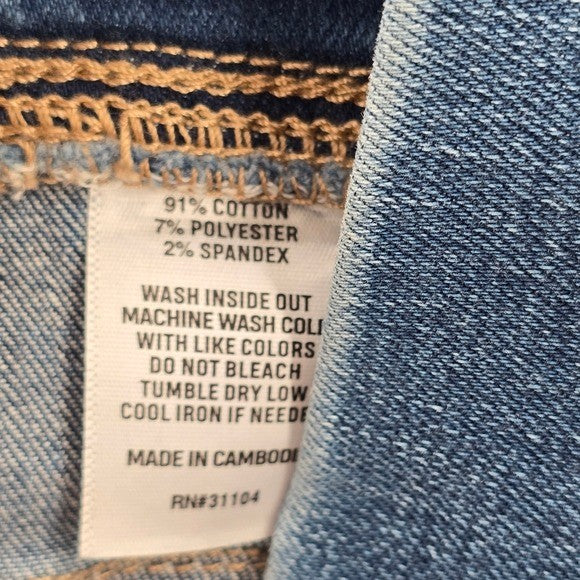 91% COTTON
7% POLYESTER
2% SPANDEX
WASH INSIDE OUT
MACHINE WASH COL
WITH LIKE COLORS
DO NOT BLEACH
TUMBLE DRY LOW
COOL IRON IF NEEDE
MADE IN CAMBODI
RN#31104